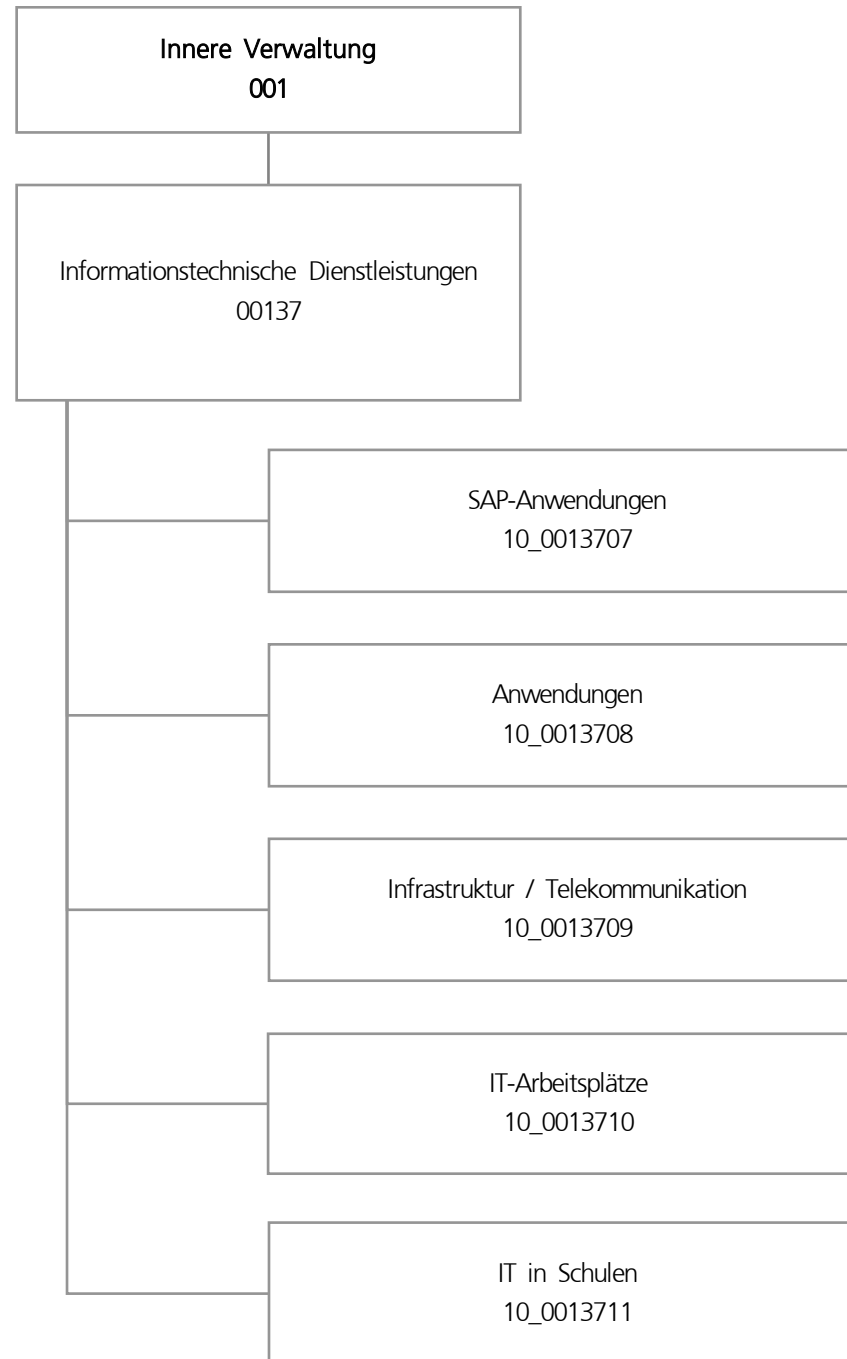 Innere Verwaltung
001
Informationstechnische Dienstleistungen
00137
SAP-Anwendungen
10_0013707
Anwendungen
10_0013708
Infrastruktur / Telekommunikation
10_0013709
IT-Arbeitsplätze
10_0013710
IT in Schulen
10_0013711